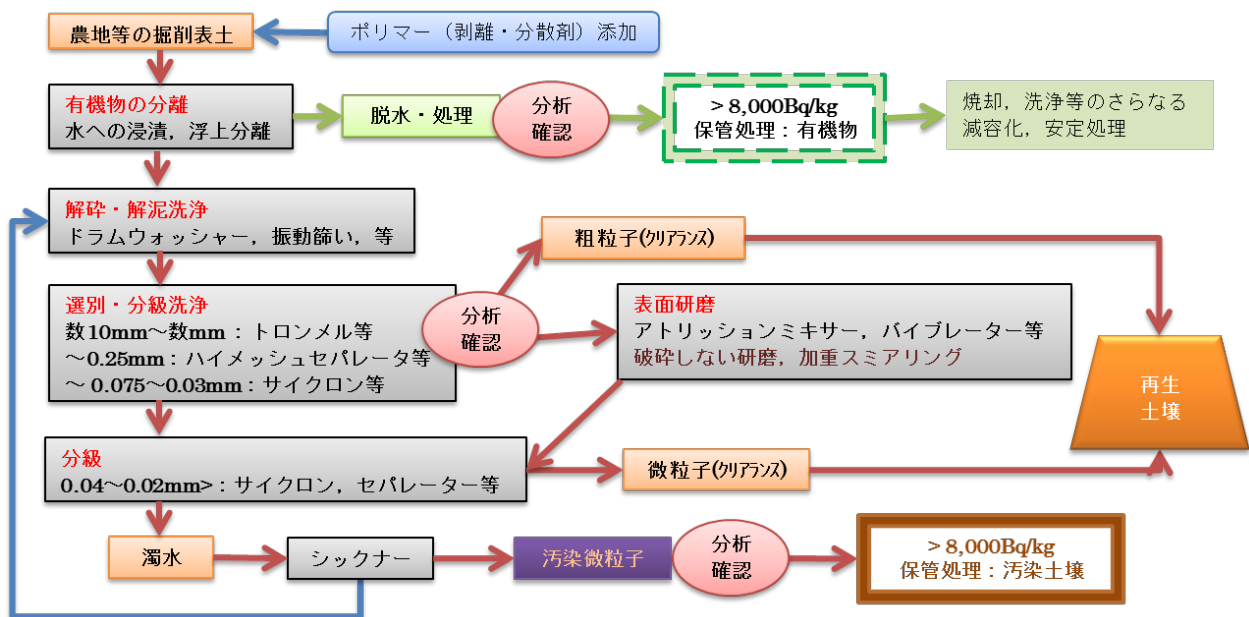 農地等の掘削表土
ポリマー（剥離・分散剤）添加
有機物の分離
水への浸漬，浮上分離
脱水・処理
分析
確認
＞8,000Bq/kg
保管処理：有機物
焼却，洗浄等のさらなる
減容化，安定処理
解砕・解泥洗浄
ドラムウォッシャー，振動篩い，等
粗粒子(ｸﾘｱﾗﾝｽ)
選別・分級洗浄
数10mm～数mm： トロンメル等
～0.25mm：ハイメッシュセパレータ等
～ 0.075～0.03mm：サイクロン等
分析
確認
表面研磨
アトリッションミキサー，バイブレーター等
破砕しない研磨，加重スミアリング
再生
土壌
分級
0.04～0.02mm>：サイクロン，セパレーター等
微粒子(ｸﾘｱﾗﾝｽ)
濁水
シックナー
汚染微粒子
分析
確認
＞8,000Bq/kg
保管処理：汚染土壌